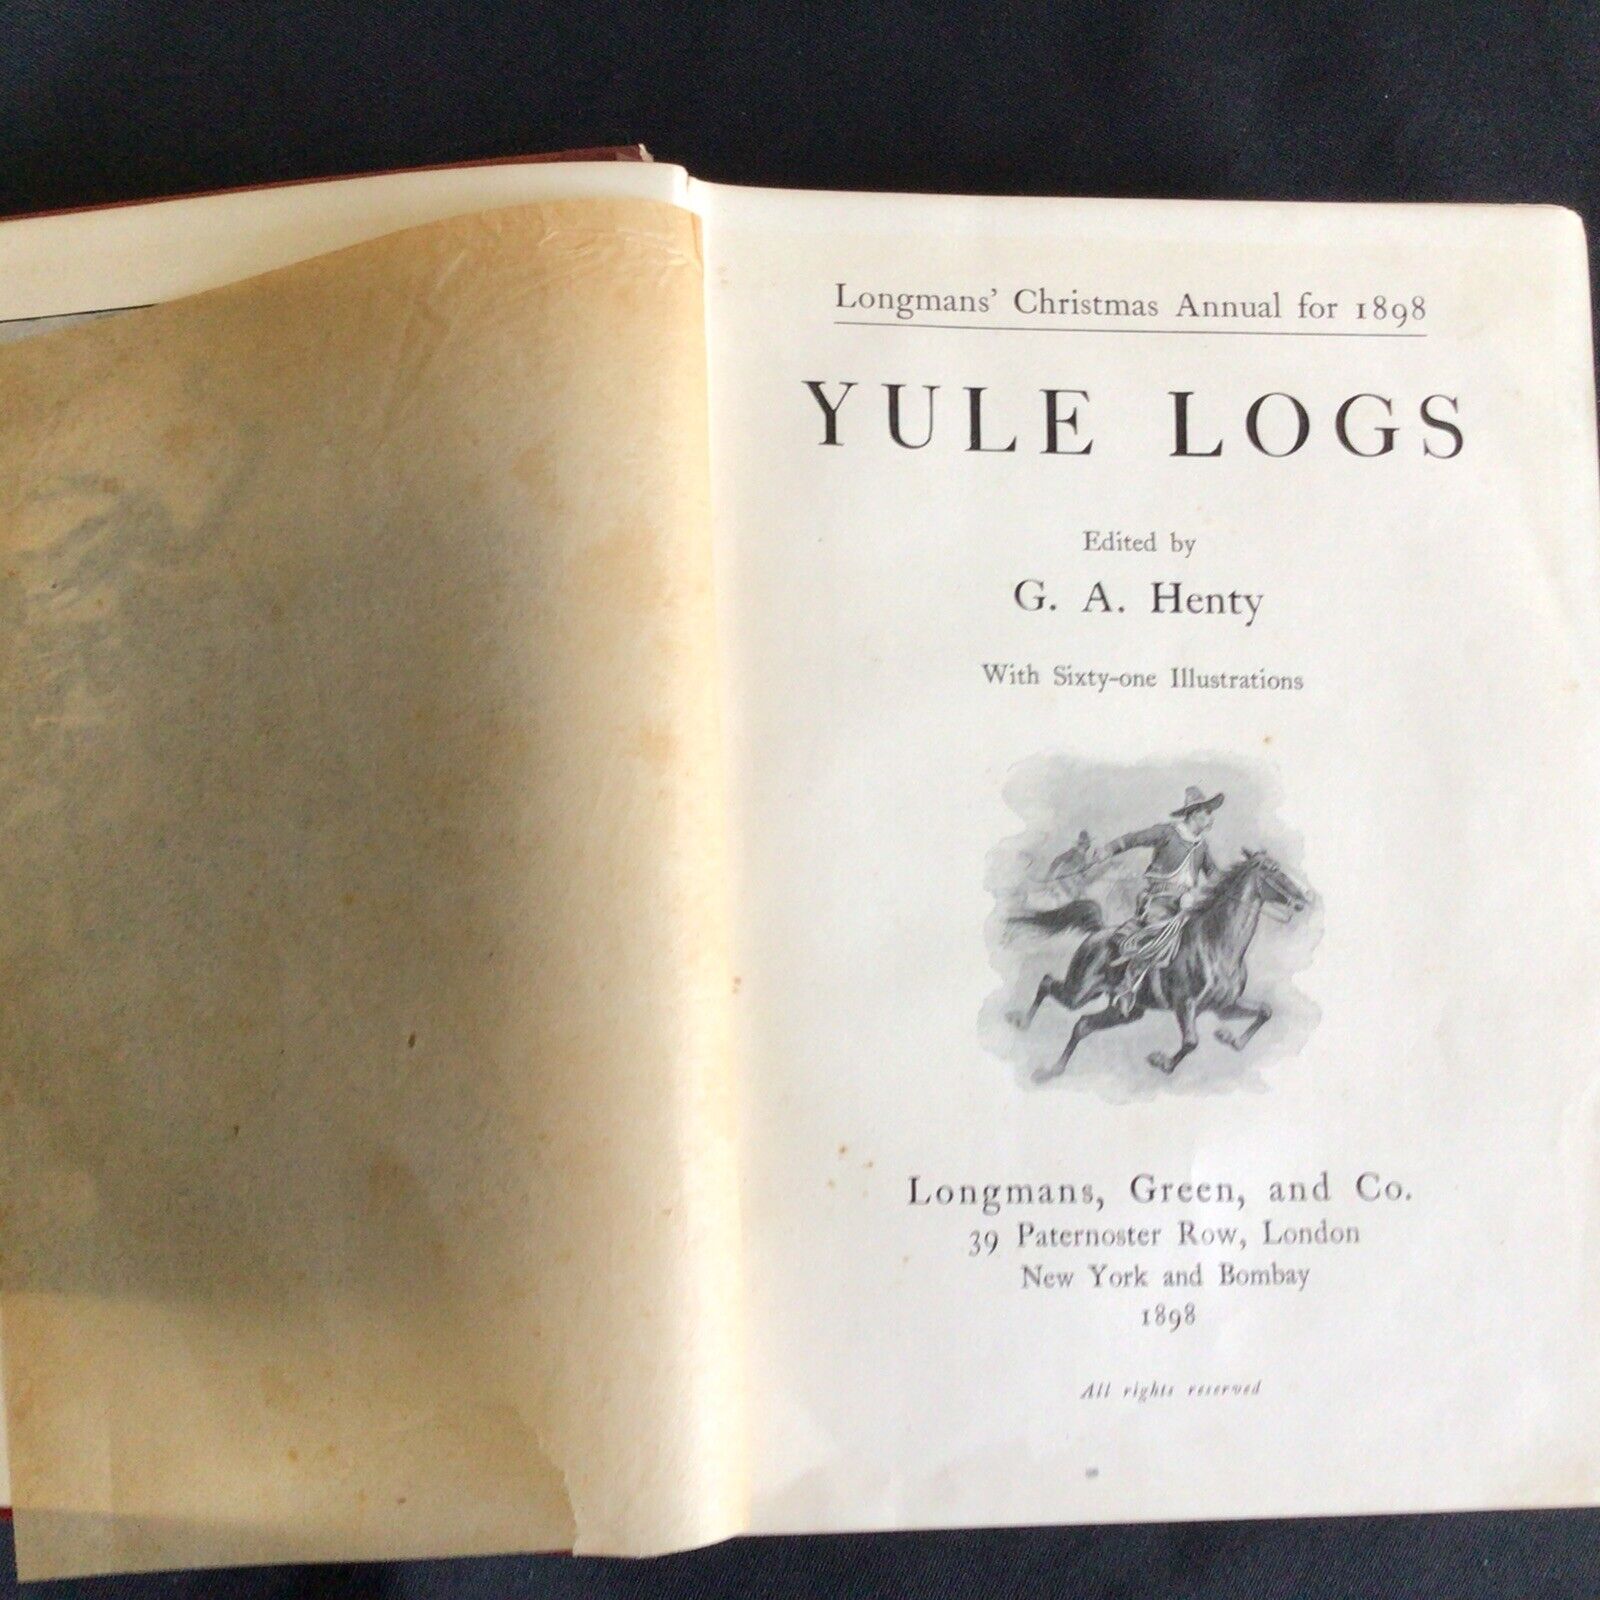 Longmans' Christmas Annual for 1898
YULE LOGS
Edited by
G. A. Henty
With Sixty-one Illustrations
Longmans, Green, and Co.
39 Paternoster Row, London
New York and Bombay
1898
All rights reserved